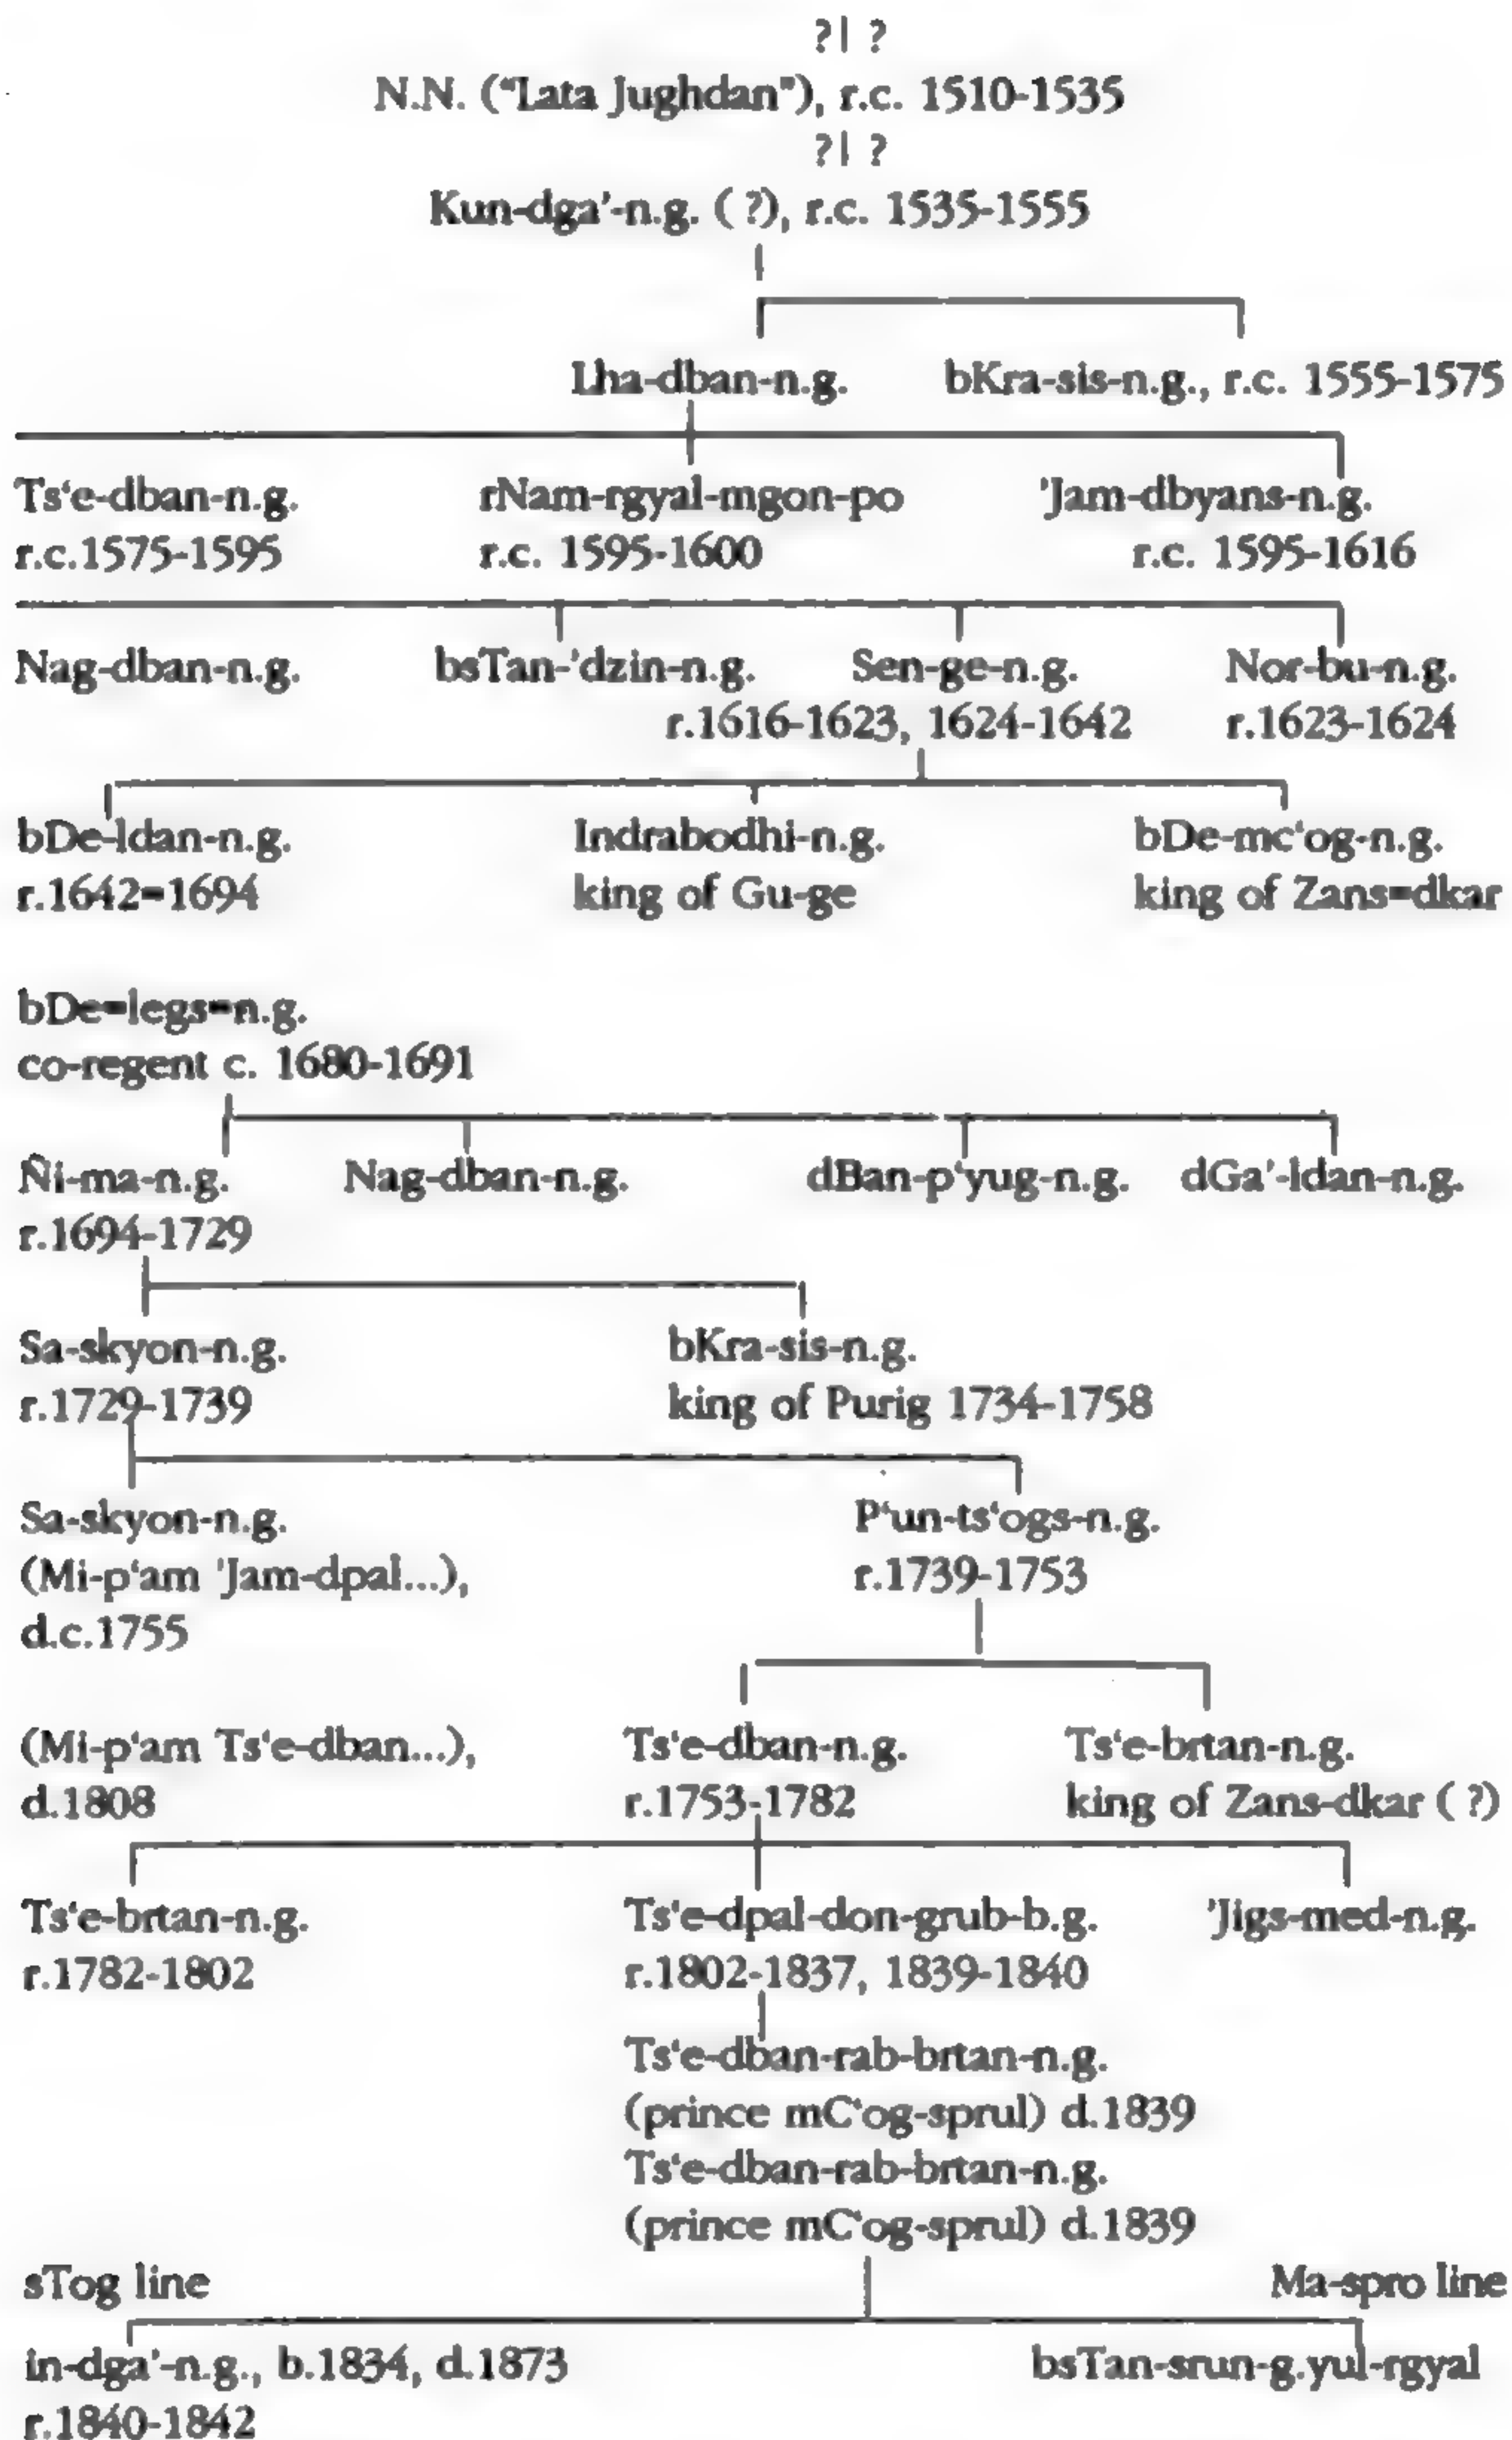 ?| ?
N.N. ("Lata Jughdan"), r.c. 1510-1535
?| ?
Kun-dga'-n.g. ( ?), r.c. 1535-1555
Lha-dban-n.g. bKra-sis-n.g., r.c. 1555-1575
Ts'e-dban-n.g. rNam-rgyal-mgon-po 'Jam-dbyans-n.g.
r.c.1575-1595 r.c. 1595-1600 r.c. 1595-1616
Nag-dban-n.g. bsTan-'dzin-n.g. Sen-ge-n.g. Nor-bu-n.g.
r.1616-1623, 1624-1642 r.1623-1624
bDe-ldan-n.g. Indrabodhi-n.g. bDe-mc'og-n.g.
r.1642=1694 king of Gu-ge king of Zans=dkar
bDe=legs=n.g.
co-regent c. 1680-1691
Ñi-ma-n.g. Nag-dban-n.g. dBan-p'yug-n.g. dGa'-ldan-n.g.
r.1694-1729
Sa-skyon-n.g. bKra-sis-n.g.
r.1729-1739 king of Purig 1734-1758
Sa-skyon-n.g. P'un-ts'ogs-n.g.
(Mi-p'am 'Jam-dpal...), r.1739-1753
d.c.1755
(Mi-p'am Ts'e-dban...), Ts'e-dban-n.g. Ts'e-brtan-n.g.
d.1808 r.1753-1782 king of Zans-dkar ( ?)
Ts'e-brtan-n.g. Ts'e-dpal-don-grub-b.g. 'Jigs-med-n.g.
r.1782-1802 r.1802-1837, 1839-1840
Ts'e-dban-rab-brtan-n.g.
(prince mC'og-sprul) d.1839
Ts'e-dban-rab-brtan-n.g.
(prince mC'og-sprul) d.1839
sTog line Ma-spro line
in-dga'-n.g., b.1834, d.1873 bsTan-srun-g.yul-rgyal
r.1840-1842